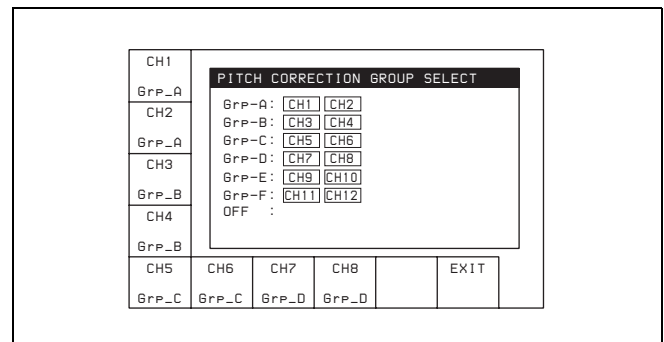 CH1
Grp_A
CH2
Grp_A
CH3
Grp_B
CH4
Grp_B
PITCH CORRECTION GROUP SELECT
Grp-A: CH1 CH2
Grp-B: CH3 CH4
Grp-C: CH5 CH6
Grp-D: CH7 CH8
Grp-E: CH9 CH10
Grp-F: CH11 CH12
OFF :
CH5 CH6 CH7 CH8 EXIT
Grp_C Grp_C Grp_D Grp_D